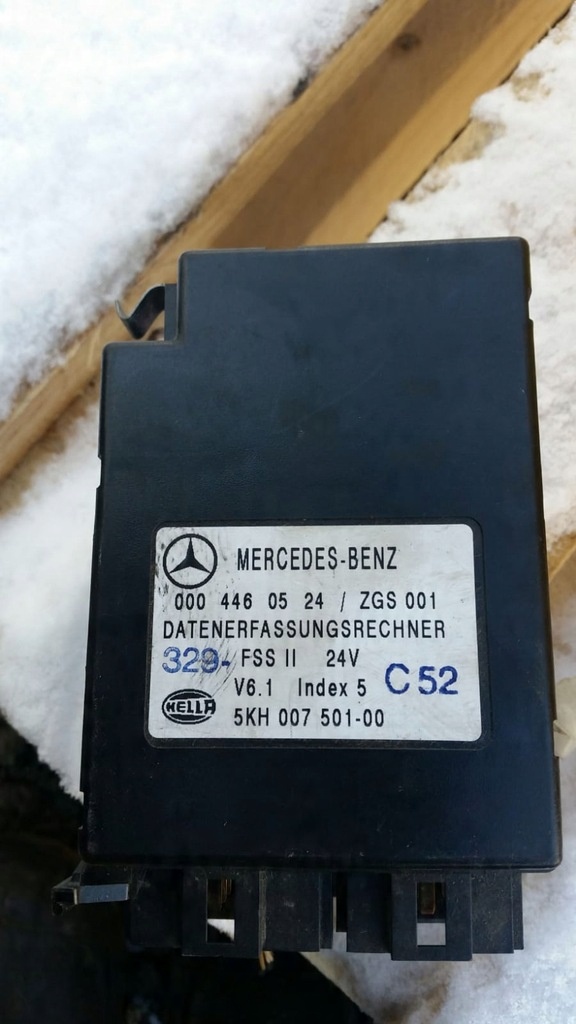 MERCEDES-BENZ
000 446 05 24 / ZGS 001
DATENERFASSUNGSRECHNER
329- FSS II 24V
V6.1 Index 5 C52
HELLA
5KH 007 501-00